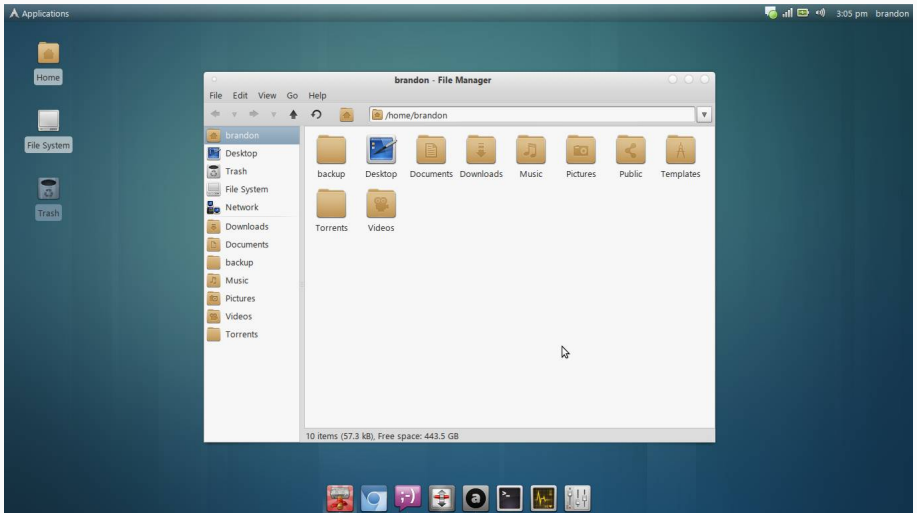 Applications
3:05 pm brandon
Home
File System
Trash
brandon - File Manager
File Edit View Go Help
/home/brandon
brandon
Desktop
Trash
File System
Network
Downloads
Documents
backup
Music
Pictures
Videos
Torrents
backup Desktop Documents Downloads Music Pictures Public Templates
Torrents Videos
10 items (57.3 kB), Free space: 443.5 GB
;-)
a
>_